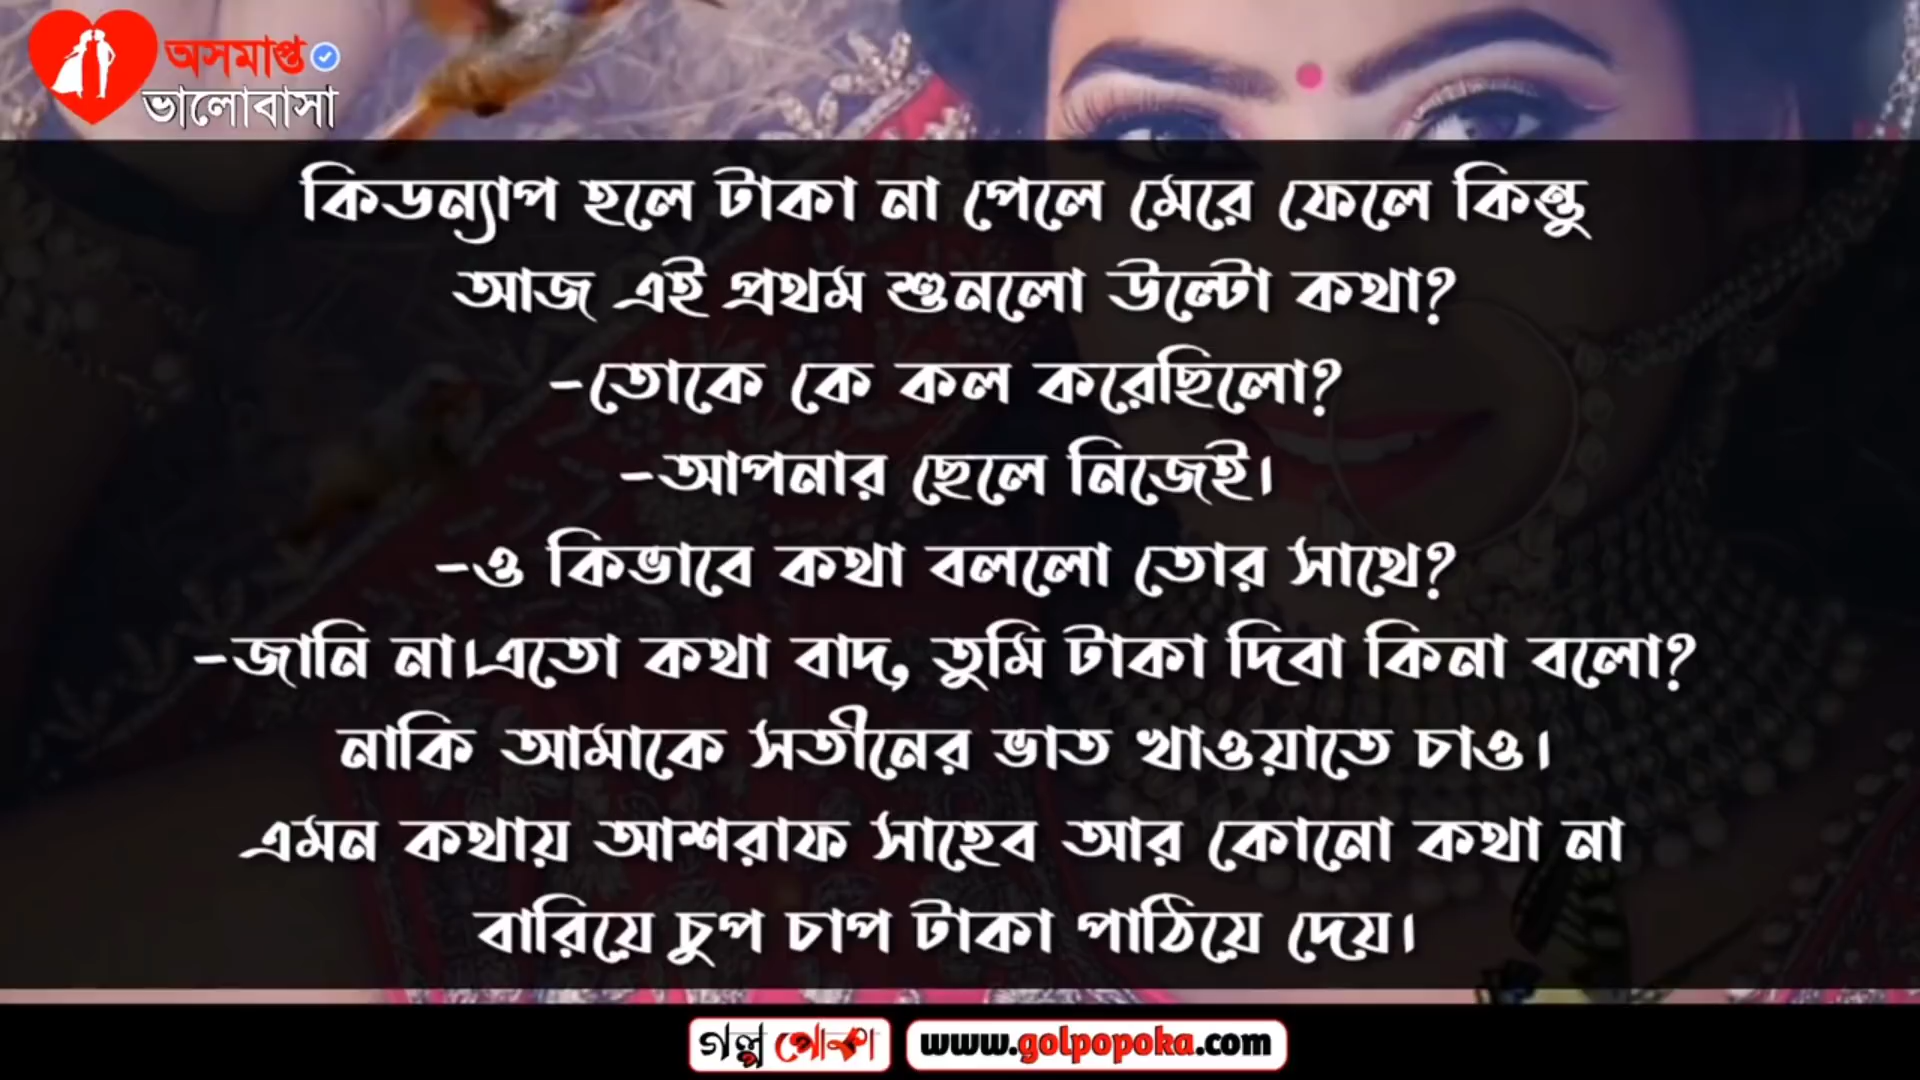 অসমাপ্ত
ভালোবাসা
কিডন্যাপ হলে টাকা না পেলে মেরে ফেলে কিন্তু
আজ এই প্রথম শুনলো উল্টো কথা?
-তোকে কে কল করেছিলো?
-আপনার ছেলে নিজেই।
-ও কিভাবে কথা বললো তোর সাথে?
-জানি না।এতো কথা বাদ, তুমি টাকা দিবা কিনা বলো?
নাকি আমাকে সতীনের ভাত খাওয়াতে চাও।
এমন কথায় আশরাফ সাহেব আর কোনো কথা না
বারিয়ে চুপ চাপ টাকা পাঠিয়ে দেয়।
গল্প পোকা www.golpopoka.com